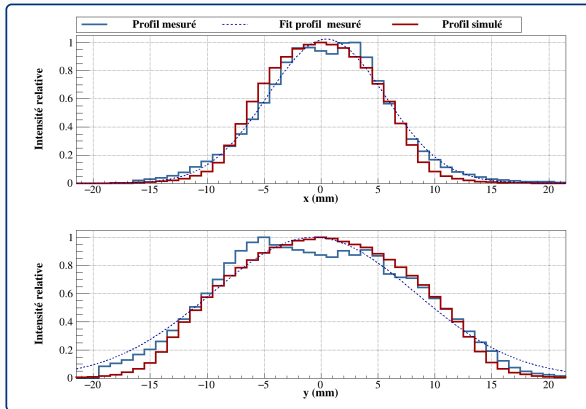 Profil mesuré Fit profil mesuré Profil simulé
Intensité relative
1
0.8
0.6
0.4
0.2
0
−20 −15 −10 −5 0 5 10 15 20
x (mm)
Intensité relative
1
0.8
0.6
0.4
0.2
0
−20 −15 −10 −5 0 5 10 15 20
y (mm)